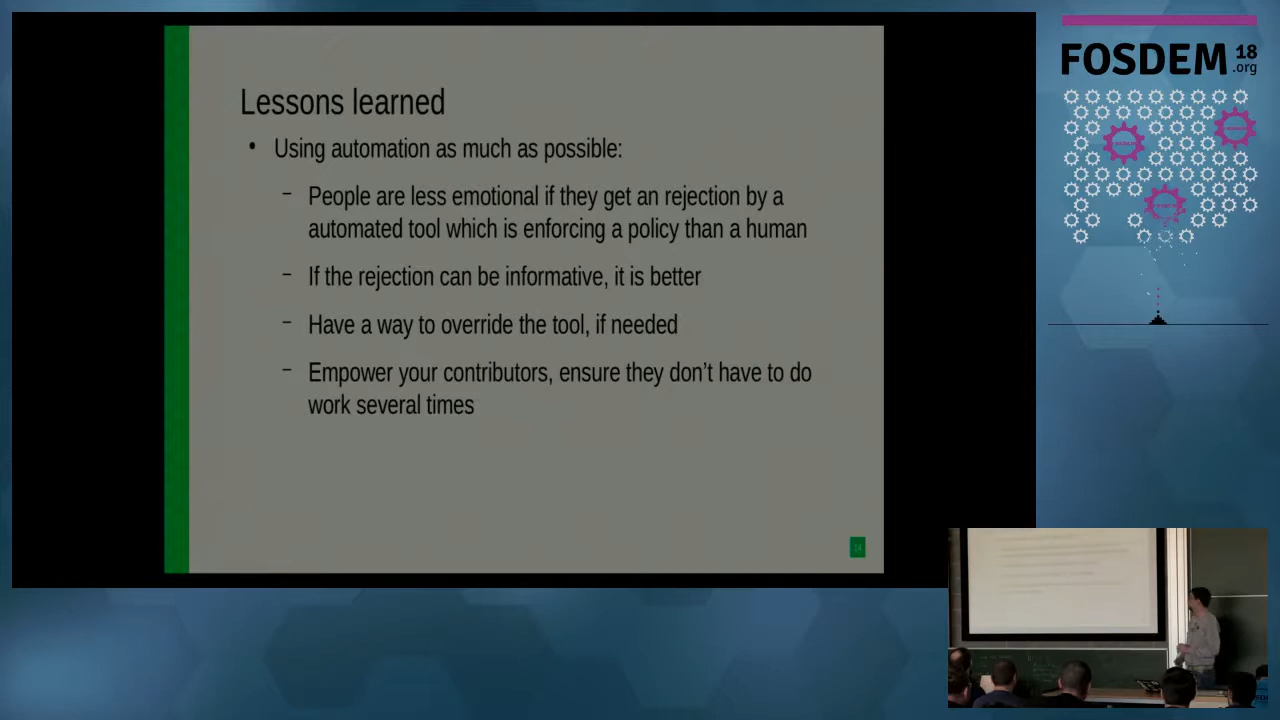 Lessons learned
• Using automation as much as possible:
– People are less emotional if they get an rejection by a
automated tool which is enforcing a policy than a human
– If the rejection can be informative, it is better
– Have a way to override the tool, if needed
– Empower your contributors, ensure they don’t have to do
work several times
14
FOSDEM 18
.org